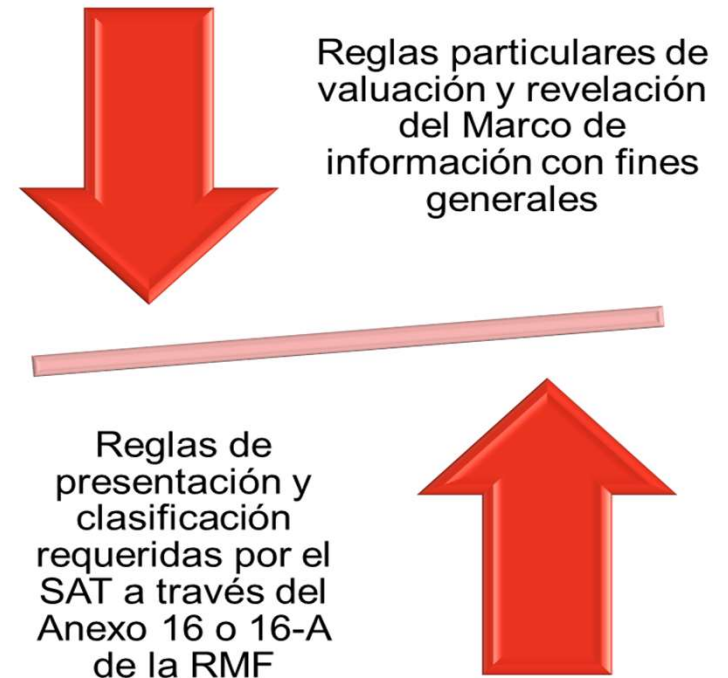 Reglas particulares de
valuación y revelación
del Marco de
información con fines
generales
Reglas de
presentación y
clasificación
requeridas por el
SAT a través del
Anexo 16 o 16-A
de la RMF